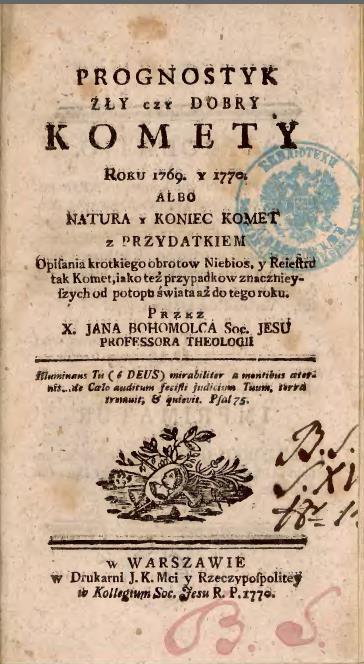 PROGNOSTYK
ZŁY czy DOBRY
KOMETY
ROKU 1769. Y 1770.
ALBO
NATURA Y KONIEC KOMET
z PRZYDATKIEM
Opiſania krotkiego obrotow Niebios, y Reieſtru
tak Komet, iako też przypadkow znaczniey-
ſzych od potopu świata aż do tego roku.
PRZEZ
X. JANA BOHOMOLCA Soc. JESU
PROFESSORA THEOLOGII
Illuminans Tu (ô DEUS) mirabiliter a montibus æter-
nis...de Cælo auditum feciſti judicium Tuum, terra
tremuit, & quievit. Pſal 75.
w WARSZAWIE
w Drukarni J. K. Mci y Rzeczypoſpolitey
w Kollegium Soc. Jesu R. P. 1770.
B. S.